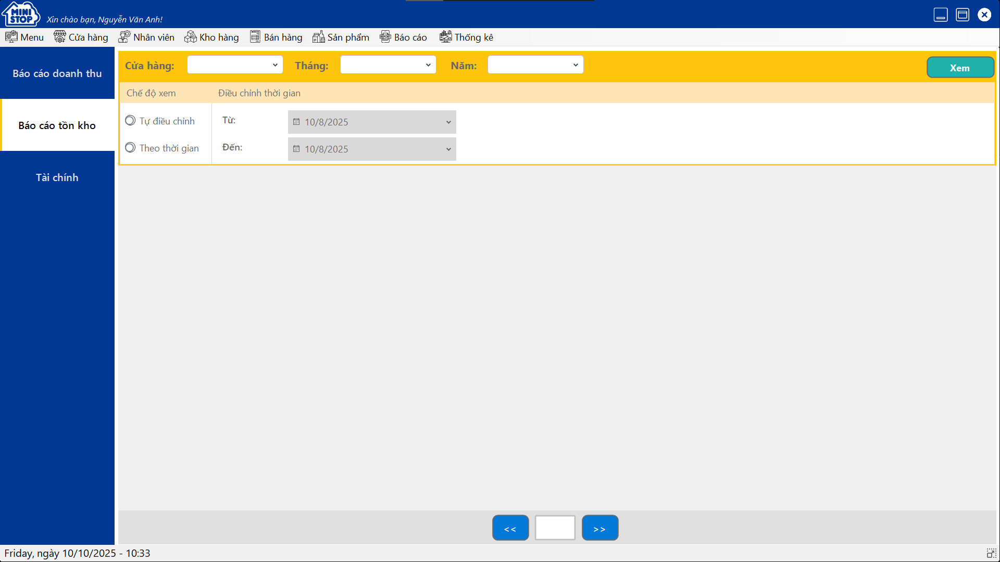 MINI
STOP
Xin chào bạn, Nguyễn Văn Anh!
Menu Cửa hàng Nhân viên Kho hàng Bán hàng Sản phẩm Báo cáo Thống kê
Báo cáo doanh thu
Báo cáo tồn kho
Tài chính
Cửa hàng: Tháng: Năm: Xem
Chế độ xem Điều chỉnh thời gian
Tự điều chỉnh Từ: 10/8/2025
Theo thời gian Đến: 10/8/2025
<< >>
Friday, ngày 10/10/2025 - 10:33